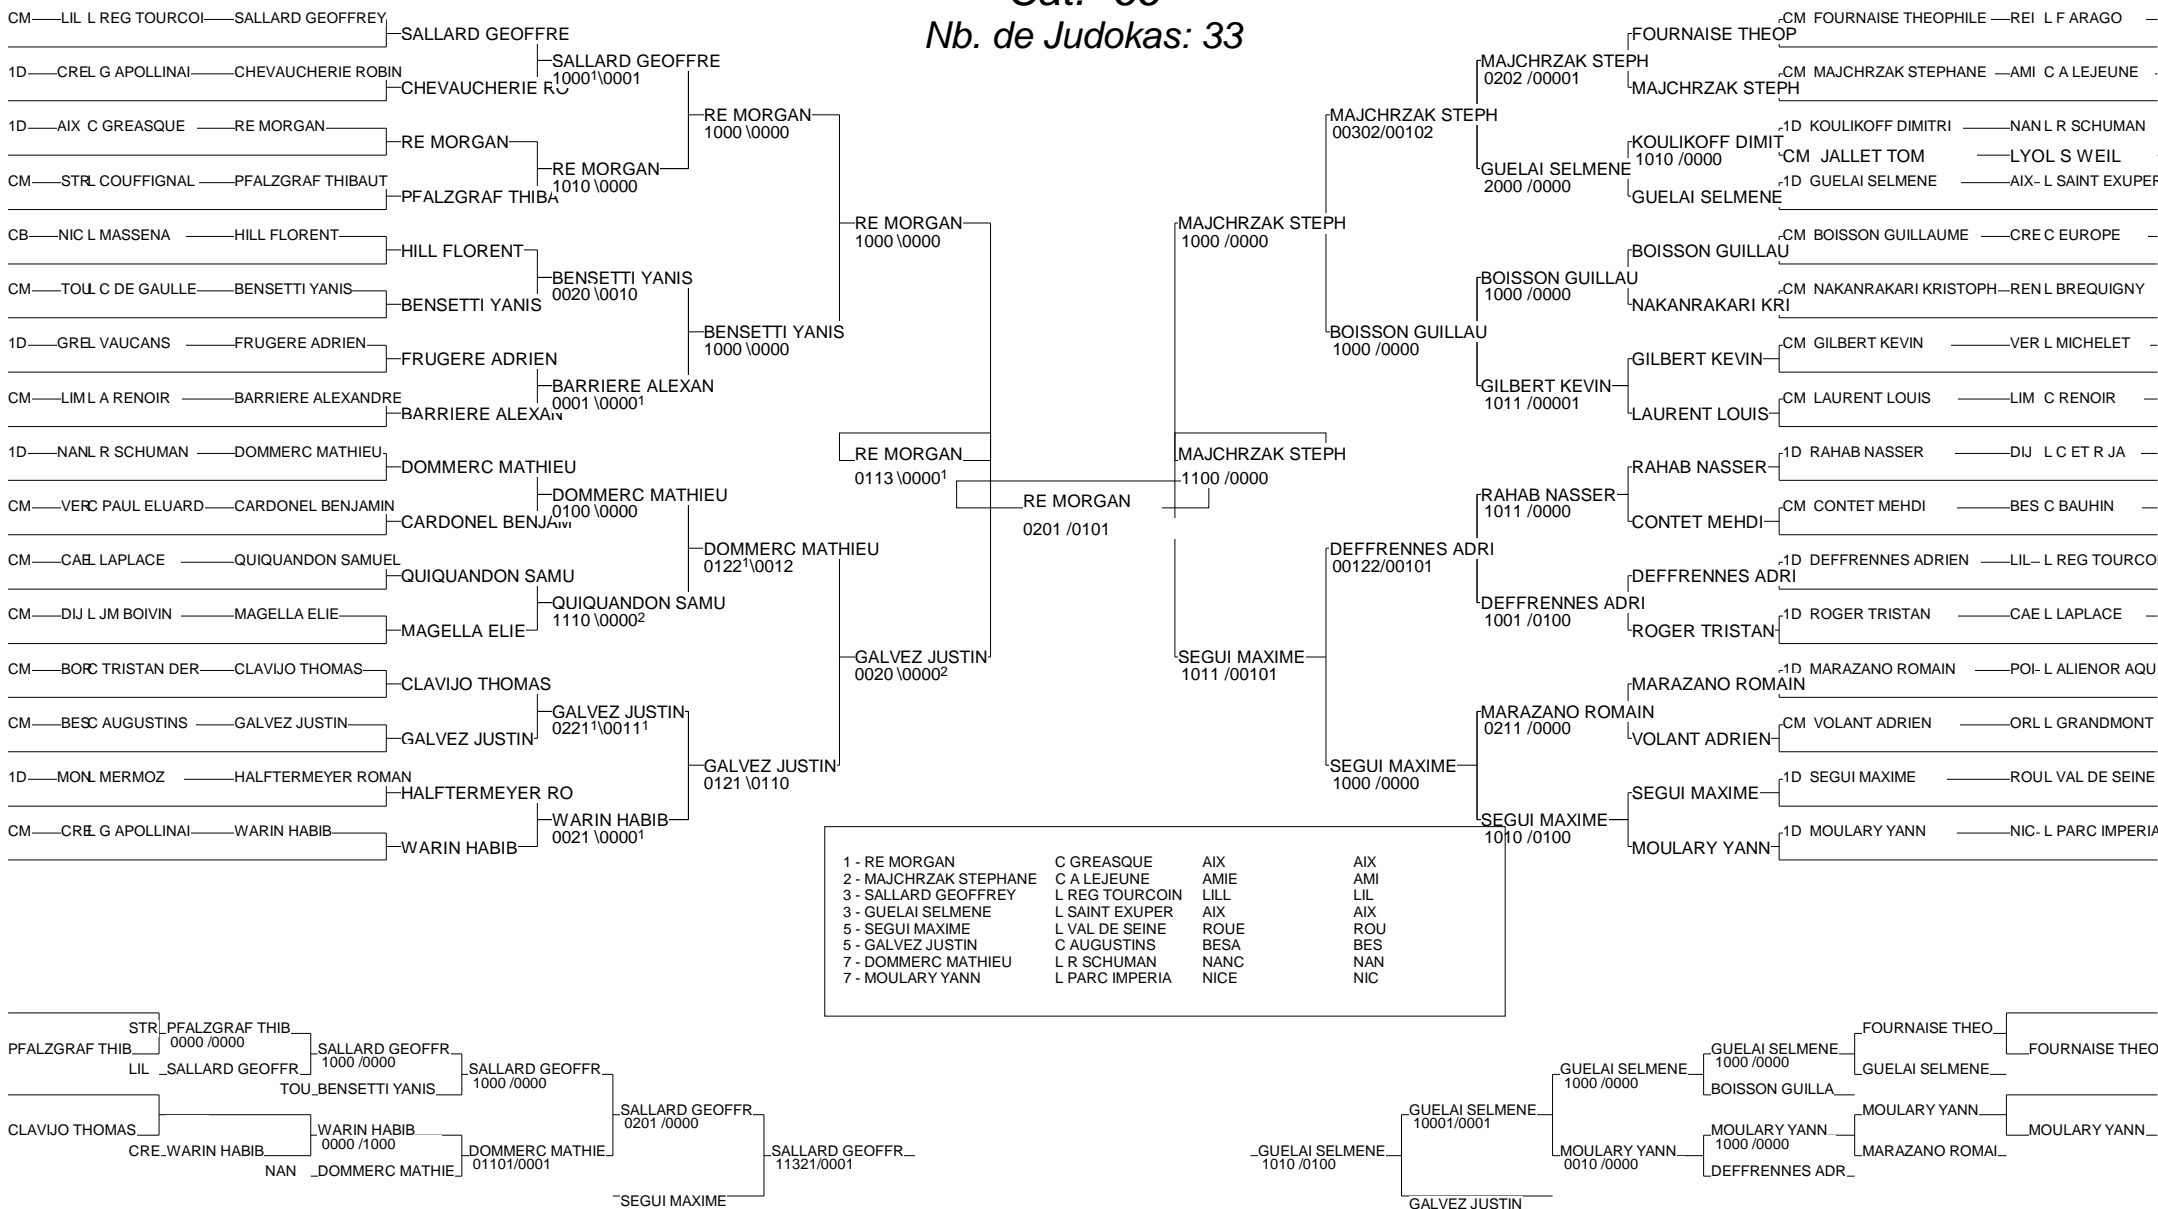 Nb. de Judokas: 33
CM LIL L REG TOURCOI SALLARD GEOFFREY
1D CREL G APOLLINAI CHEVAUCHERIE ROBIN
1D AIX C GREASQUE RE MORGAN
CM STRL COUFFIGNAL PFALZGRAF THIBAUT
CB NIC L MASSENA HILL FLORENT
CM TOUL C DE GAULLE BENSETTI YANIS
1D GREL VAUCANS FRUGERE ADRIEN
CM LIML A RENOIR BARRIERE ALEXANDRE
1D NANL R SCHUMAN DOMMERC MATHIEU
CM VERC PAUL ELUARD CARDONEL BENJAMIN
CM CAEL LAPLACE QUIQUANDON SAMUEL
CM DIJ L JM BOIVIN MAGELLA ELIE
CM BORC TRISTAN DER CLAVIJO THOMAS
CM BESC AUGUSTINS GALVEZ JUSTIN
1D MONL MERMOZ HALFTERMEYER ROMAN
CM CREL G APOLLINAI WARIN HABIB
SALLARD GEOFFRE
CHEVAUCHERIE RO
RE MORGAN
PFALZGRAF THIBA
HILL FLORENT
BENSETTI YANIS
FRUGERE ADRIEN
BARRIERE ALEXAN
DOMMERC MATHIEU
CARDONEL BENJAM
QUIQUANDON SAMU
MAGELLA ELIE
CLAVIJO THOMAS
GALVEZ JUSTIN
HALFTERMEYER RO
WARIN HABIB
SALLARD GEOFFRE
1000¹\0001
RE MORGAN
1010 \0000
BENSETTI YANIS
0020 \0010
BARRIERE ALEXAN
0001 \0000¹
DOMMERC MATHIEU
0100 \0000
QUIQUANDON SAMU
1110 \0000²
GALVEZ JUSTIN
0221¹\0011¹
WARIN HABIB
0021 \0000¹
RE MORGAN
1000 \0000
BENSETTI YANIS
1000 \0000
DOMMERC MATHIEU
0122¹\0012
GALVEZ JUSTIN
0121 \0110
RE MORGAN
1000 \0000
GALVEZ JUSTIN
0020 \0000²
RE MORGAN
0113 \0000¹
RE MORGAN
0201 /0101
MAJCHRZAK STEPH
1100 /0000
MAJCHRZAK STEPH
1000 /0000
SEGUI MAXIME
1011 /00101
MAJCHRZAK STEPH
00302/00102
BOISSON GUILLAU
1000 /0000
DEFFRENNES ADRI
00122/00101
SEGUI MAXIME
1000 /0000
MAJCHRZAK STEPH
0202 /00001
GUELAI SELMENE
2000 /0000
BOISSON GUILLAU
1000 /0000
GILBERT KEVIN
1011 /00001
RAHAB NASSER
1011 /0000
DEFFRENNES ADRI
1001 /0100
MARAZANO ROMAIN
0211 /0000
SEGUI MAXIME
1010 /0100
FOURNAISE THEOP
MAJCHRZAK STEPH
KOULIKOFF DIMIT
1010 /0000
GUELAI SELMENE
BOISSON GUILLAU
NAKANRAKARI KRI
GILBERT KEVIN
LAURENT LOUIS
RAHAB NASSER
CONTET MEHDI
DEFFRENNES ADRI
ROGER TRISTAN
MARAZANO ROMAIN
VOLANT ADRIEN
SEGUI MAXIME
MOULARY YANN
CM FOURNAISE THEOPHILE REI L F ARAGO
CM MAJCHRZAK STEPHANE AMI C A LEJEUNE
1D KOULIKOFF DIMITRI NAN L R SCHUMAN
CM JALLET TOM LYOL S WEIL
1D GUELAI SELMENE AIX- L SAINT EXUPER
CM BOISSON GUILLAUME CRE C EUROPE
CM NAKANRAKARI KRISTOPH REN L BREQUIGNY
CM GILBERT KEVIN VER L MICHELET
CM LAURENT LOUIS LIM C RENOIR
1D RAHAB NASSER DIJ L C ET R JA
CM CONTET MEHDI BES C BAUHIN
1D DEFFRENNES ADRIEN LIL- L REG TOURCO
1D ROGER TRISTAN CAE L LAPLACE
1D MARAZANO ROMAIN POI- L ALIENOR AQU
CM VOLANT ADRIEN ORL L GRANDMONT
1D SEGUI MAXIME ROUL VAL DE SEINE
1D MOULARY YANN NIC- L PARC IMPERIA
1 - RE MORGAN C GREASQUE AIX AIX
2 - MAJCHRZAK STEPHANE C A LEJEUNE AMIE AMI
3 - SALLARD GEOFFREY L REG TOURCOIN LILL LIL
3 - GUELAI SELMENE L SAINT EXUPER AIX AIX
5 - SEGUI MAXIME L VAL DE SEINE ROUE ROU
5 - GALVEZ JUSTIN C AUGUSTINS BESA BES
7 - DOMMERC MATHIEU L R SCHUMAN NANC NAN
7 - MOULARY YANN L PARC IMPERIA NICE NIC
PFALZGRAF THIB
CLAVIJO THOMAS
STR PFALZGRAF THIB
0000 /0000
LIL SALLARD GEOFFR
CRE WARIN HABIB
SALLARD GEOFFR
1000 /0000
TOU BENSETTI YANIS
WARIN HABIB
0000 /1000
NAN DOMMERC MATHIE
SALLARD GEOFFR
1000 /0000
DOMMERC MATHIE
01101/0001
SALLARD GEOFFR
0201 /0000
SEGUI MAXIME
SALLARD GEOFFR
11321/0001
GUELAI SELMENE
1010 /0100
GUELAI SELMENE
10001/0001
GALVEZ JUSTIN
GUELAI SELMENE
1000 /0000
MOULARY YANN
0010 /0000
GUELAI SELMENE
1000 /0000
BOISSON GUILLA
MOULARY YANN
1000 /0000
DEFFRENNES ADR
FOURNAISE THEO
GUELAI SELMENE
MOULARY YANN
MARAZANO ROMAI
FOURNAISE THEO
MOULARY YANN